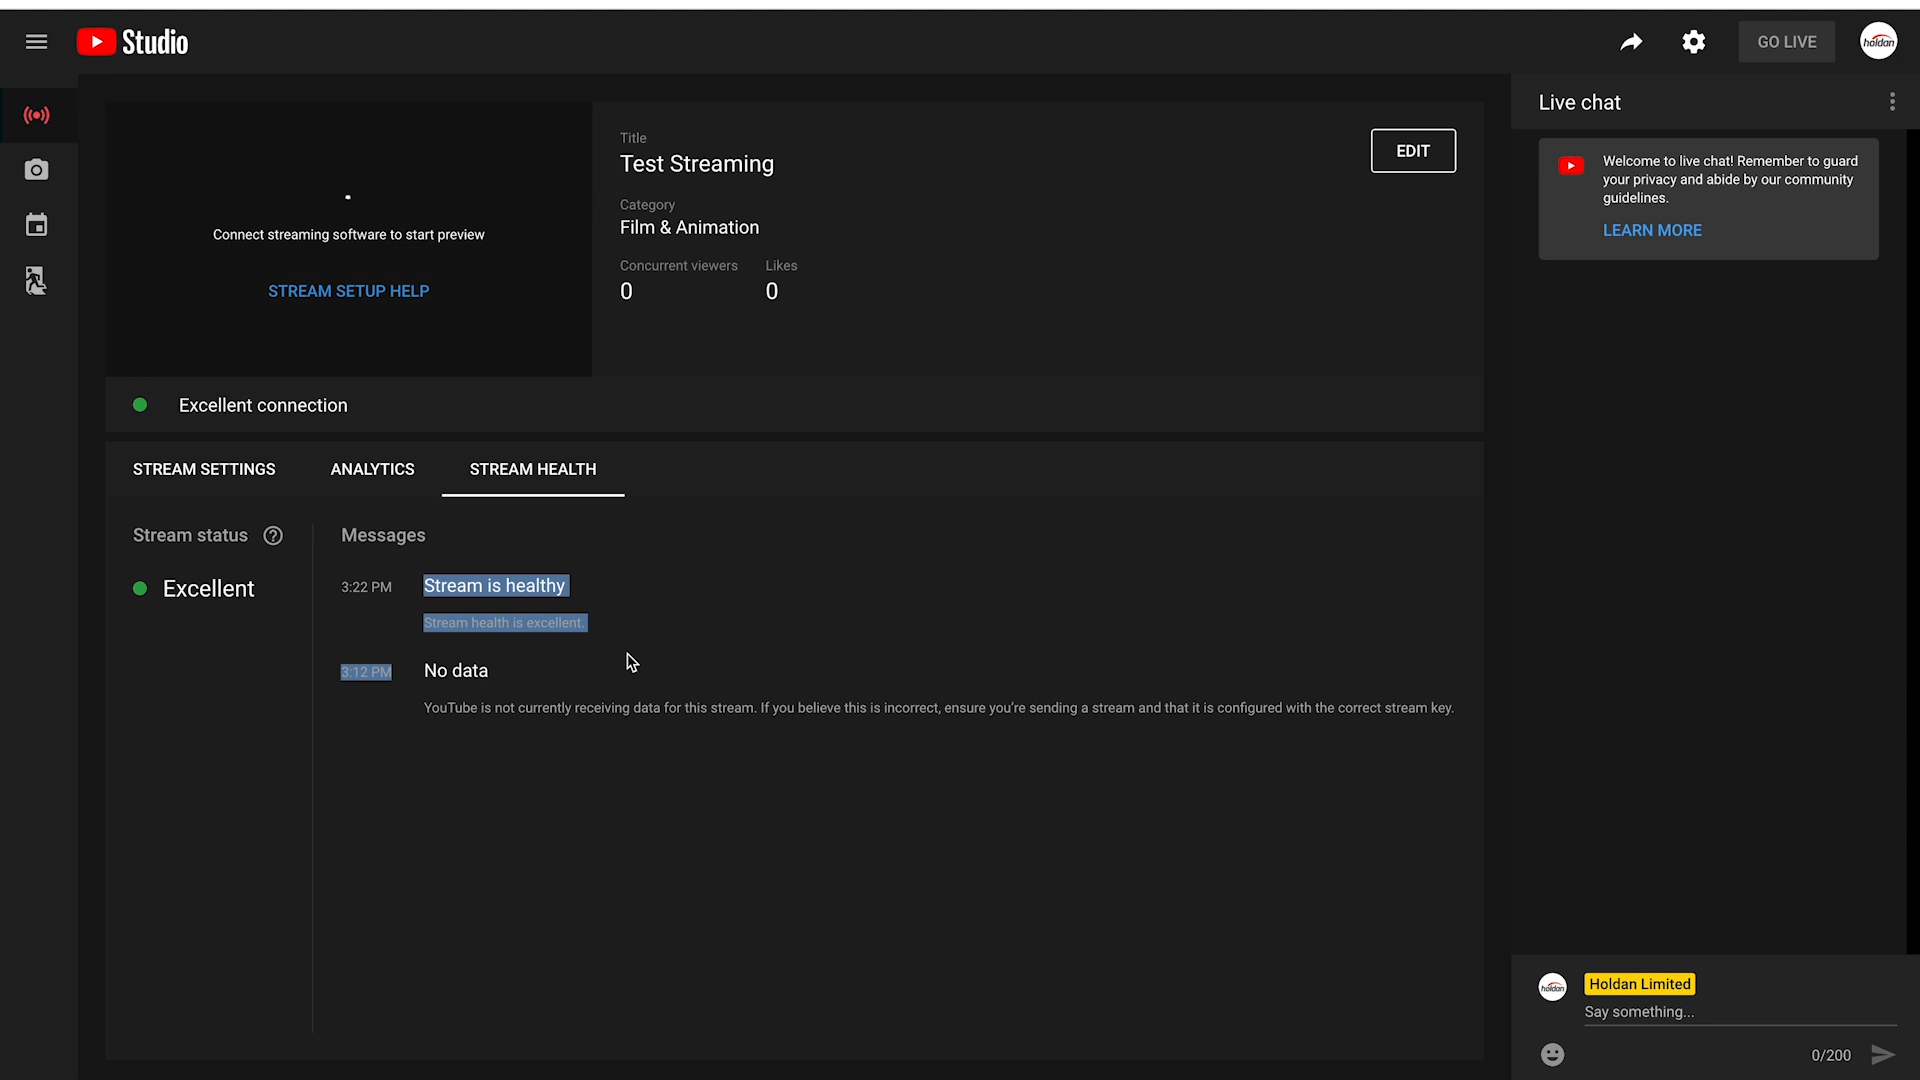 Studio
GO LIVE
holdan
Connect streaming software to start preview
STREAM SETUP HELP
Title
Test Streaming
EDIT
Category
Film & Animation
Concurrent viewers
Likes
0
0
Live chat
Welcome to live chat! Remember to guard
your privacy and abide by our community
guidelines.
LEARN MORE
Excellent connection
STREAM SETTINGS
ANALYTICS
STREAM HEALTH
Stream status
?
Excellent
Messages
3:22 PM
Stream is healthy
Stream health is excellent.
3:12 PM
No data
YouTube is not currently receiving data for this stream. If you believe this is incorrect, ensure you're sending a stream and that it is configured with the correct stream key.
holdan
Holdan Limited
Say something...
0/200